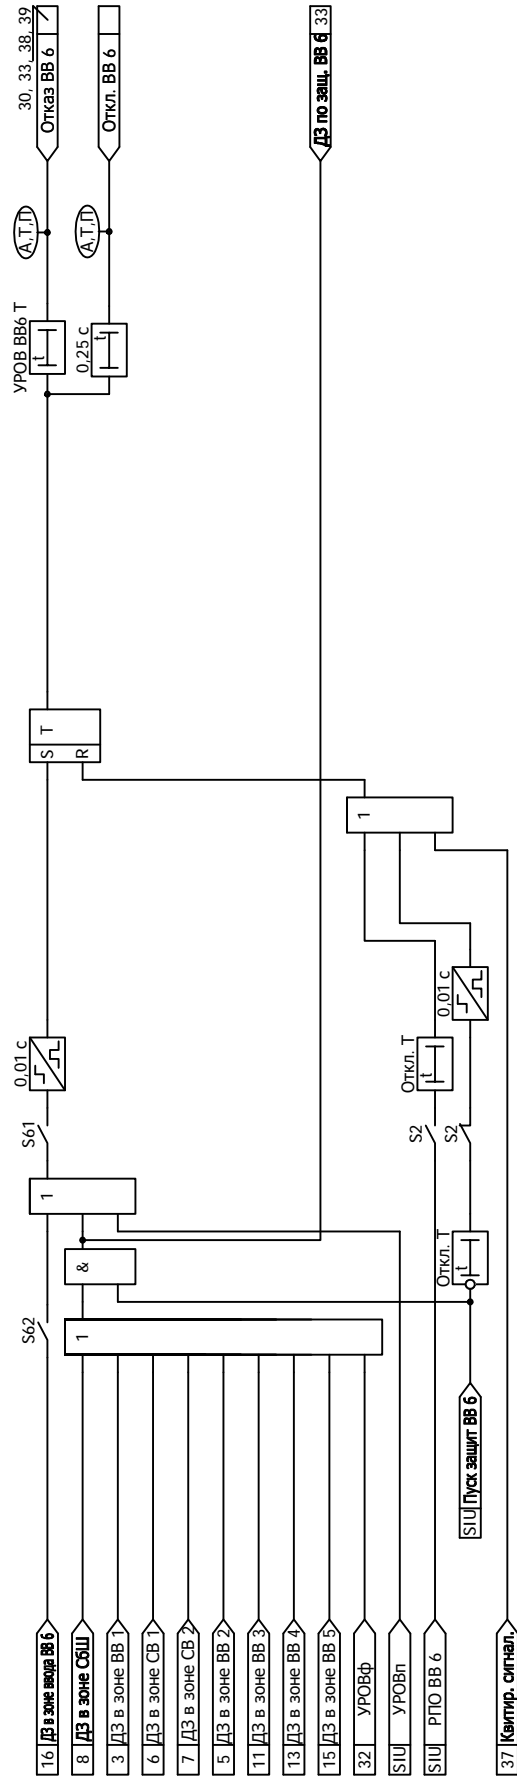 30, 33, 38, 39
Отказ ВВ 6
Откл. ВВ 6
33
ДЗ по защ. ВВ 6
А,Т,П
А,Т,П
УРОВ ВВ6 Т
t
0,25 с
t
S T
R
1
0,01 с
0,01 с
Откл. Т
t
S61
S2
S2
1
&
Откл. Т
t
S62
1
SIU Пуск защит ВВ 6
16 ДЗ в зоне ввода ВВ 6
8 ДЗ в зоне СбШ
3 ДЗ в зоне ВВ 1
6 ДЗ в зоне СВ 1
7 ДЗ в зоне СВ 2
5 ДЗ в зоне ВВ 2
11 ДЗ в зоне ВВ 3
13 ДЗ в зоне ВВ 4
15 ДЗ в зоне ВВ 5
32 УРОВф
SIU УРОВп
SIU РПО ВВ 6
37 Квитир. сигнал.